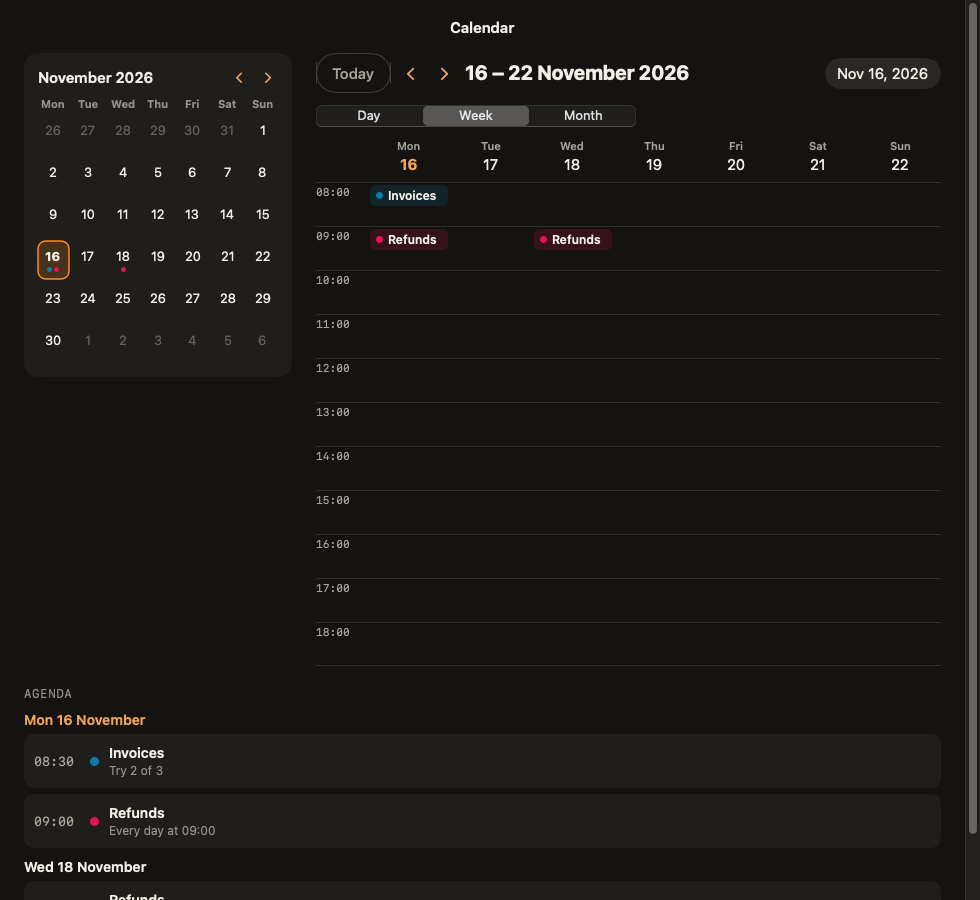 Calendar
November 2026
Mon Tue Wed Thu Fri Sat Sun
26 27 28 29 30 31 1
2 3 4 5 6 7 8
9 10 11 12 13 14 15
16 17 18 19 20 21 22
23 24 25 26 27 28 29
30 1 2 3 4 5 6
Today 16 – 22 November 2026 Nov 16, 2026
Day Week Month
Mon Tue Wed Thu Fri Sat Sun
16 17 18 19 20 21 22
08:00 Invoices
09:00 Refunds Refunds
10:00
11:00
12:00
13:00
14:00
15:00
16:00
17:00
18:00
AGENDA
Mon 16 November
08:30 Invoices
Try 2 of 3
09:00 Refunds
Every day at 09:00
Wed 18 November
Refunds